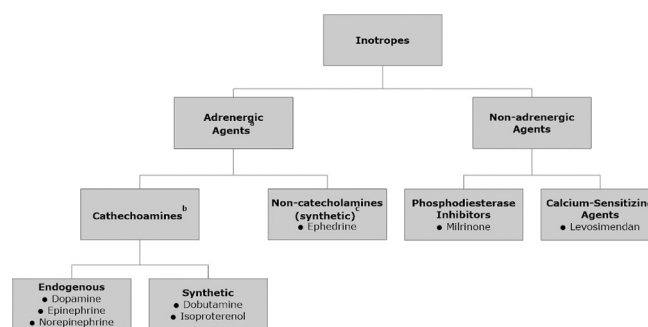 Inotropes
Adrenergic
Agents a
Non-adrenergic
Agents
Cathechoamines b
Non-catecholamines
(synthetic) c
● Ephedrine
Phosphodiesterase
Inhibitors
● Milrinone
Calcium-Sensitizing
Agents
● Levosimendan
Endogenous
● Dopamine
● Epinephrine
● Norepinephrine
Synthetic
● Dobutamine
● Isoproterenol